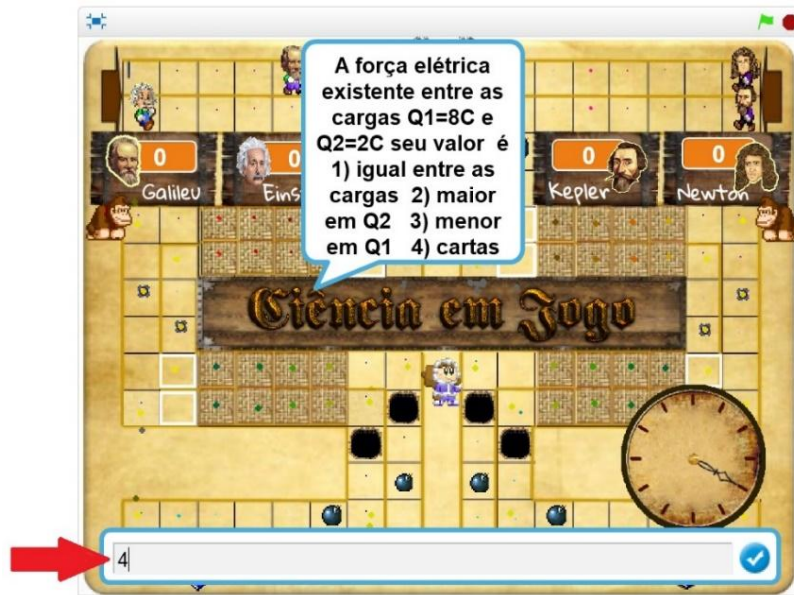 A força elétrica
existente entre as
cargas Q1=8C e
Q2=2C seu valor é
1) igual entre as
cargas 2) maior
em Q2 3) menor
em Q1 4) cartas
0
0
0
0
Galileu
Eins
Kepler
Newton
Ciência em Jogo
4